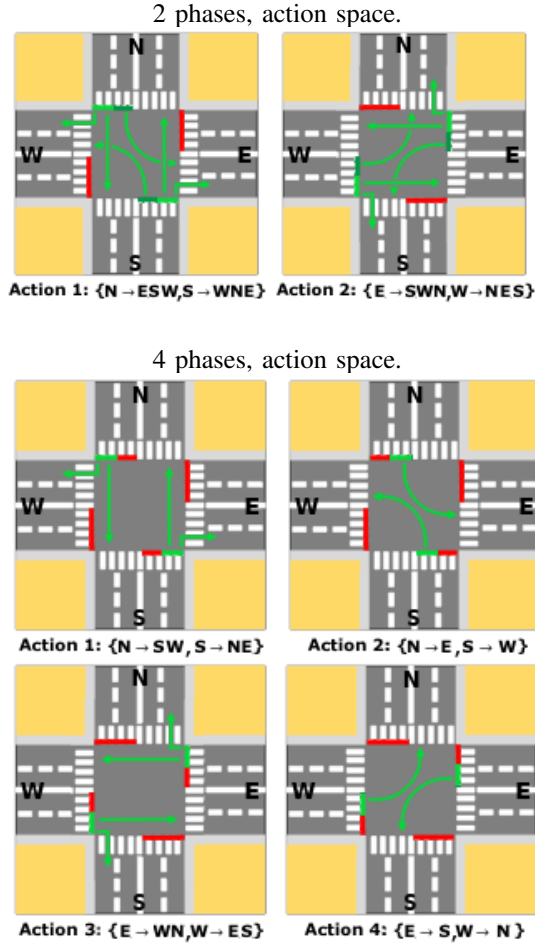 2 phases, action space.
N
N
W
E
W
E
S
S
Action 1: {N→ESW,S→WNE}
Action 2: {E→SWN,W→NES}
4 phases, action space.
N
N
W
E
W
E
S
S
Action 1: {N→SW,S→NE}
Action 2: {N→E,S→W}
N
N
W
E
W
E
S
S
Action 3: {E→WN,W→ES}
Action 4: {E→S,W→N}